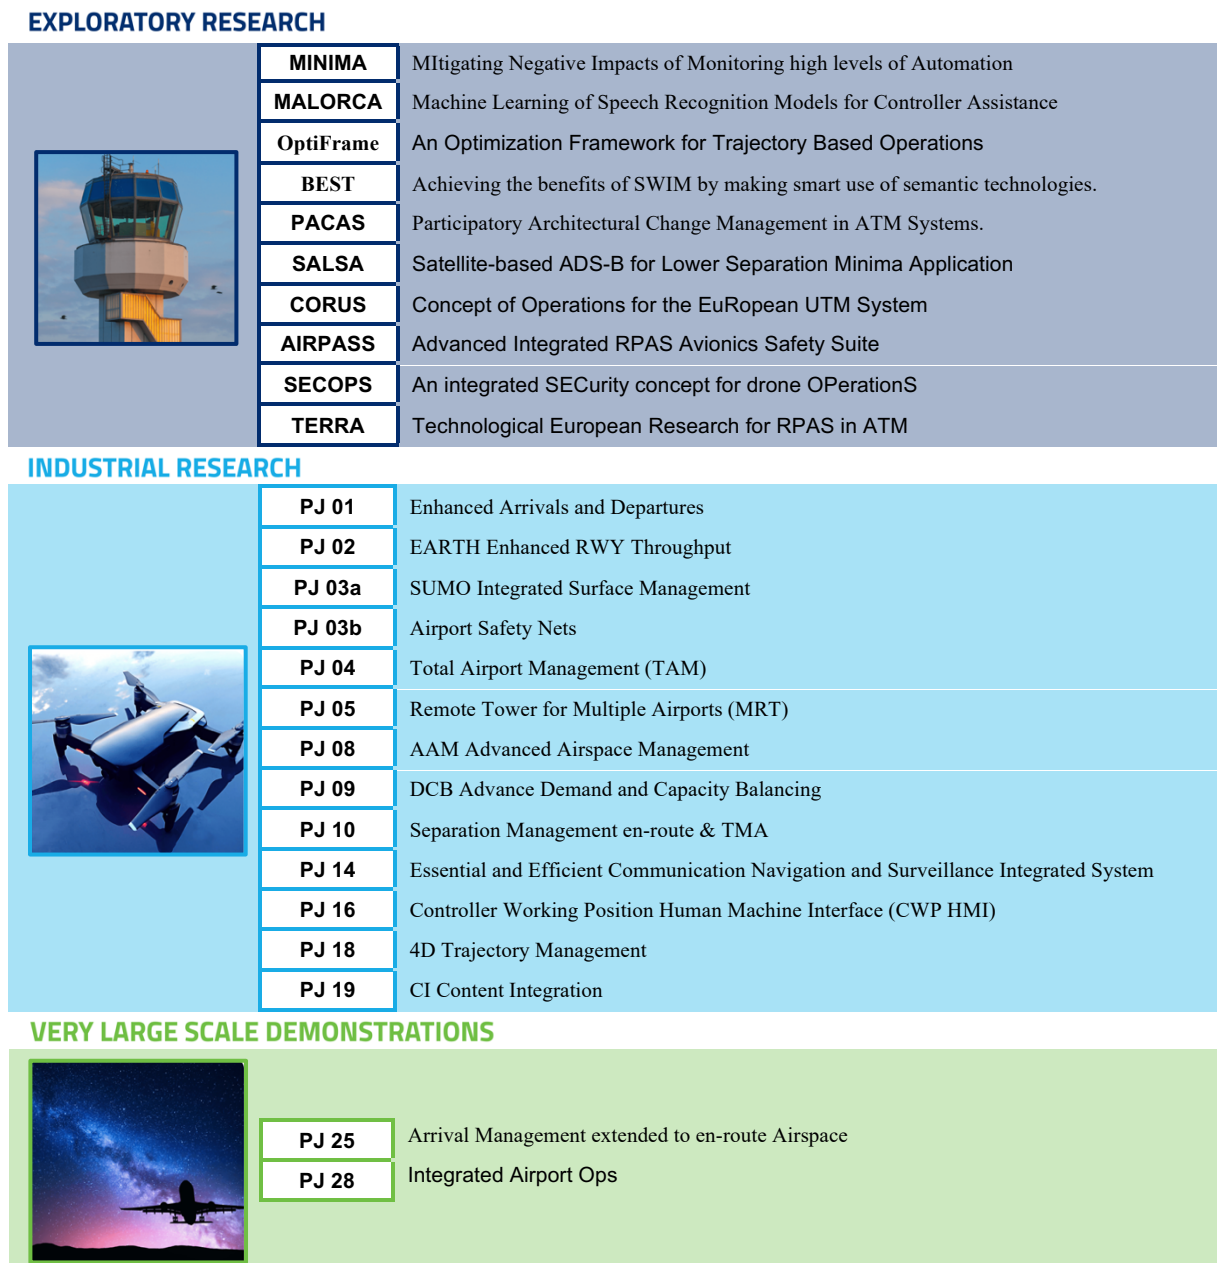 EXPLORATORY RESEARCH
MINIMA MItigating Negative Impacts of Monitoring high levels of Automation
MALORCA Machine Learning of Speech Recognition Models for Controller Assistance
OptiFrame An Optimization Framework for Trajectory Based Operations
BEST Achieving the benefits of SWIM by making smart use of semantic technologies.
PACAS Participatory Architectural Change Management in ATM Systems.
SALSA Satellite-based ADS-B for Lower Separation Minima Application
CORUS Concept of Operations for the EuRopean UTM System
AIRPASS Advanced Integrated RPAS Avionics Safety Suite
SECOPS An integrated SECurity concept for drone OPerationS
TERRA Technological European Research for RPAS in ATM
INDUSTRIAL RESEARCH
PJ 01 Enhanced Arrivals and Departures
PJ 02 EARTH Enhanced RWY Throughput
PJ 03a SUMO Integrated Surface Management
PJ 03b Airport Safety Nets
PJ 04 Total Airport Management (TAM)
PJ 05 Remote Tower for Multiple Airports (MRT)
PJ 08 AAM Advanced Airspace Management
PJ 09 DCB Advance Demand and Capacity Balancing
PJ 10 Separation Management en-route & TMA
PJ 14 Essential and Efficient Communication Navigation and Surveillance Integrated System
PJ 16 Controller Working Position Human Machine Interface (CWP HMI)
PJ 18 4D Trajectory Management
PJ 19 CI Content Integration
VERY LARGE SCALE DEMONSTRATIONS
PJ 25 Arrival Management extended to en-route Airspace
PJ 28 Integrated Airport Ops